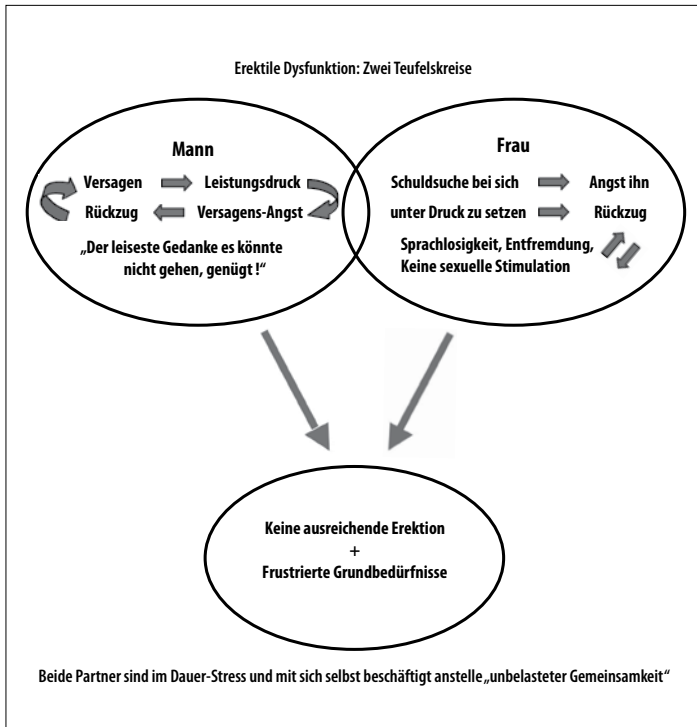 Erektile Dysfunktion: Zwei Teufelskreise
Mann
Versagen Leistungsdruck
Rückzug Versagens-Angst
„Der leiseste Gedanke es könnte
nicht gehen, genügt !“
Frau
Schuldsuche bei sich Angst ihn
unter Druck zu setzen Rückzug
Sprachlosigkeit, Entfremdung,
Keine sexuelle Stimulation
Keine ausreichende Erektion
+
Frustrierte Grundbedürfnisse
Beide Partner sind im Dauer-Stress und mit sich selbst beschäftigt anstelle „unbelasteter Gemeinsamkeit“